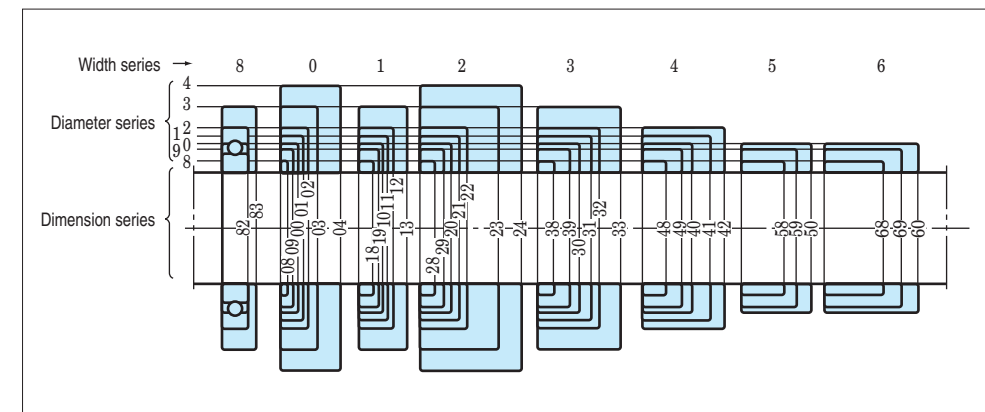 Width series → 8 0 1 2 3 4 5 6
Diameter series
4
3
2
1
0
9
8
Dimension series
82 83
08 09 00 01 02 03 04
18 19 10 11 12 13
28 29 20 21 22 23 24
38 39 30 31 32 33
48 49 40 41 42
58 59 50
68 69 60